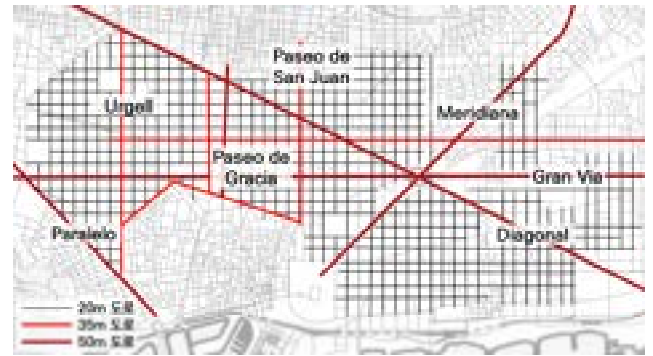 Paseo de
San Juan
Urgell
Meridiana
Paseo de
Gracia
Gran Via
Paralelo
Diagonal
20m 도로
35m 도로
50m 도로